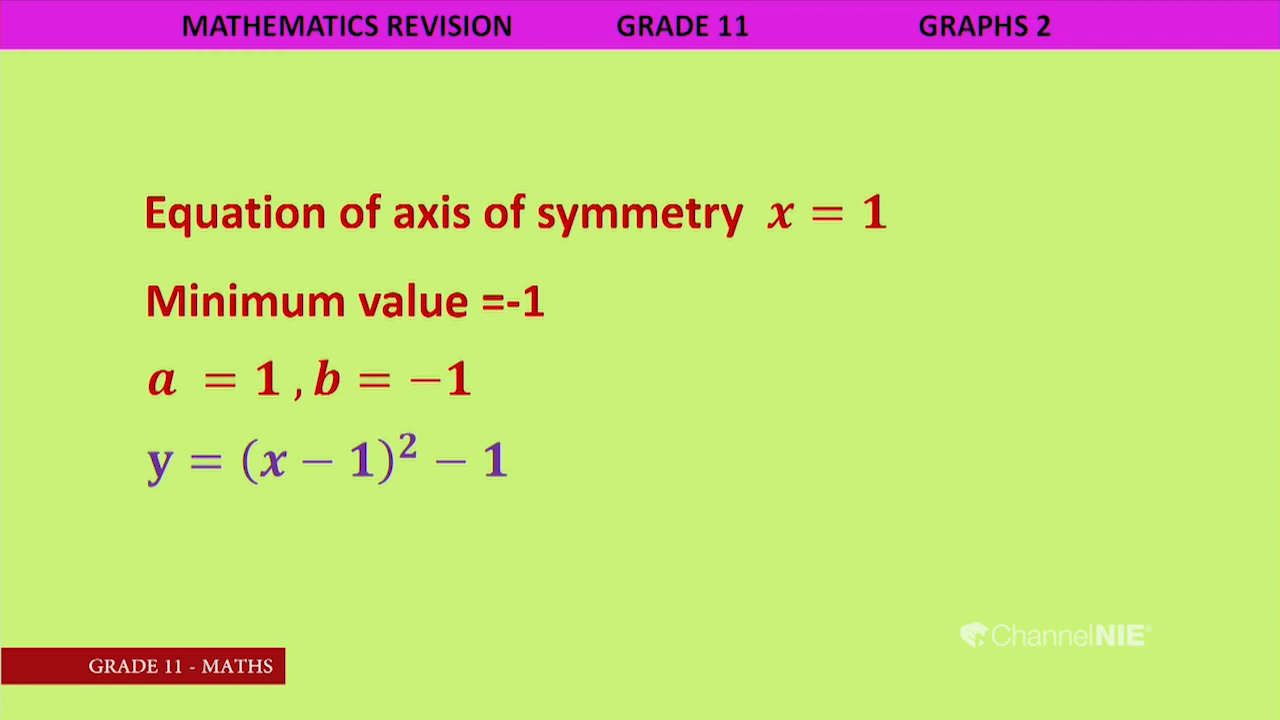 MATHEMATICS REVISION GRADE 11 GRAPHS 2
Equation of axis of symmetry x = 1
Minimum value =-1
a = 1 , b = −1
y = (x − 1)² − 1
ChannelNIE®
GRADE 11 - MATHS